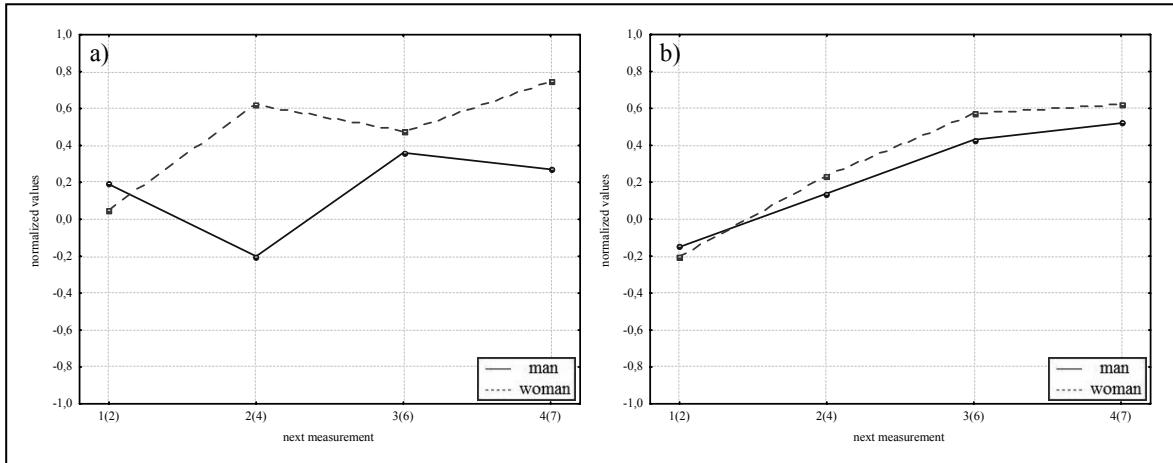 a)
normalized values
1,0
0,8
0,6
0,4
0,2
0,0
-0,2
-0,4
-0,6
-0,8
-1,0
man
woman
1(2) 2(4) 3(6) 4(7)
next measurement
b)
normalized values
1,0
0,8
0,6
0,4
0,2
0,0
-0,2
-0,4
-0,6
-0,8
-1,0
man
woman
1(2) 2(4) 3(6) 4(7)
next measurement